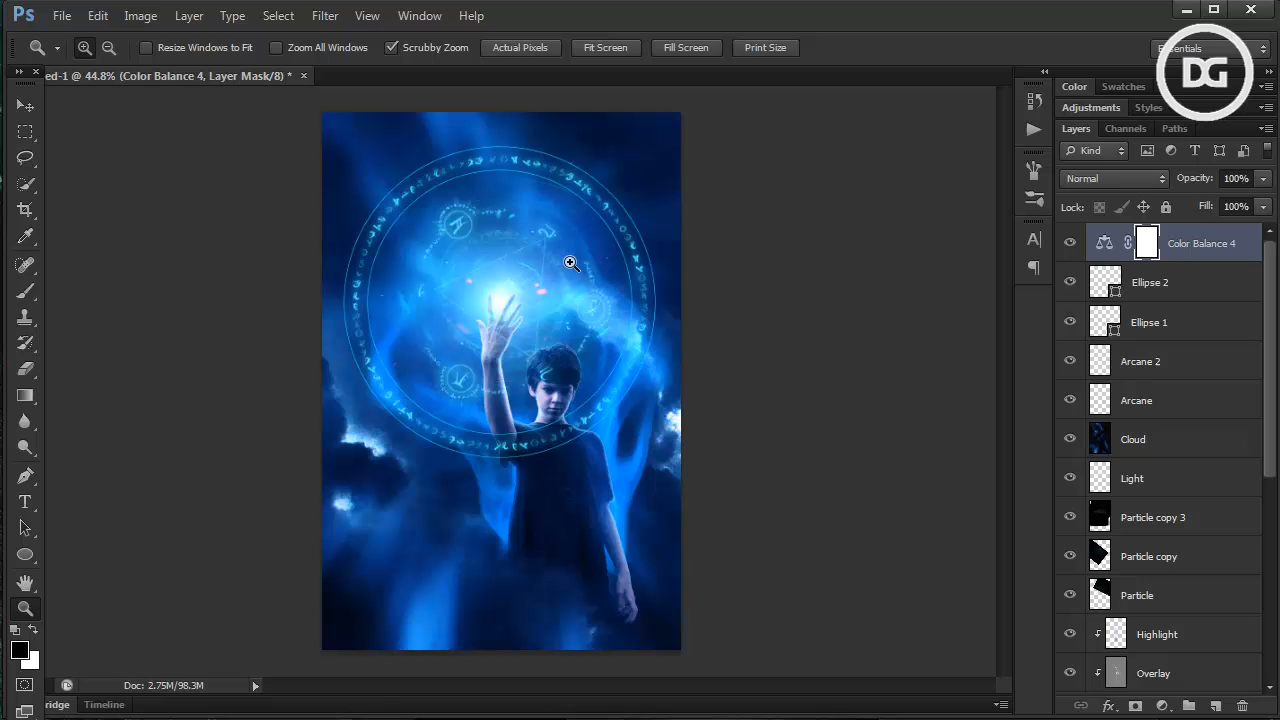 Ps File Edit Image Layer Type Select Filter View Window Help
Resize Windows to Fit Zoom All Windows Scrubby Zoom Actual Pixels Fit Screen Fill Screen Print Size
DG
ed-1 @ 44.8% (Color Balance 4, Layer Mask/8) * ×
Color Swatches
Adjustments Styles
Layers Channels Paths
Kind
Normal Opacity: 100%
Lock: Fill: 100%
Color Balance 4
Ellipse 2
Ellipse 1
Arcane 2
Arcane
Cloud
Light
Particle copy 3
Particle copy
Particle
Highlight
Overlay
Doc: 2.75M/98.3M
ridge Timeline